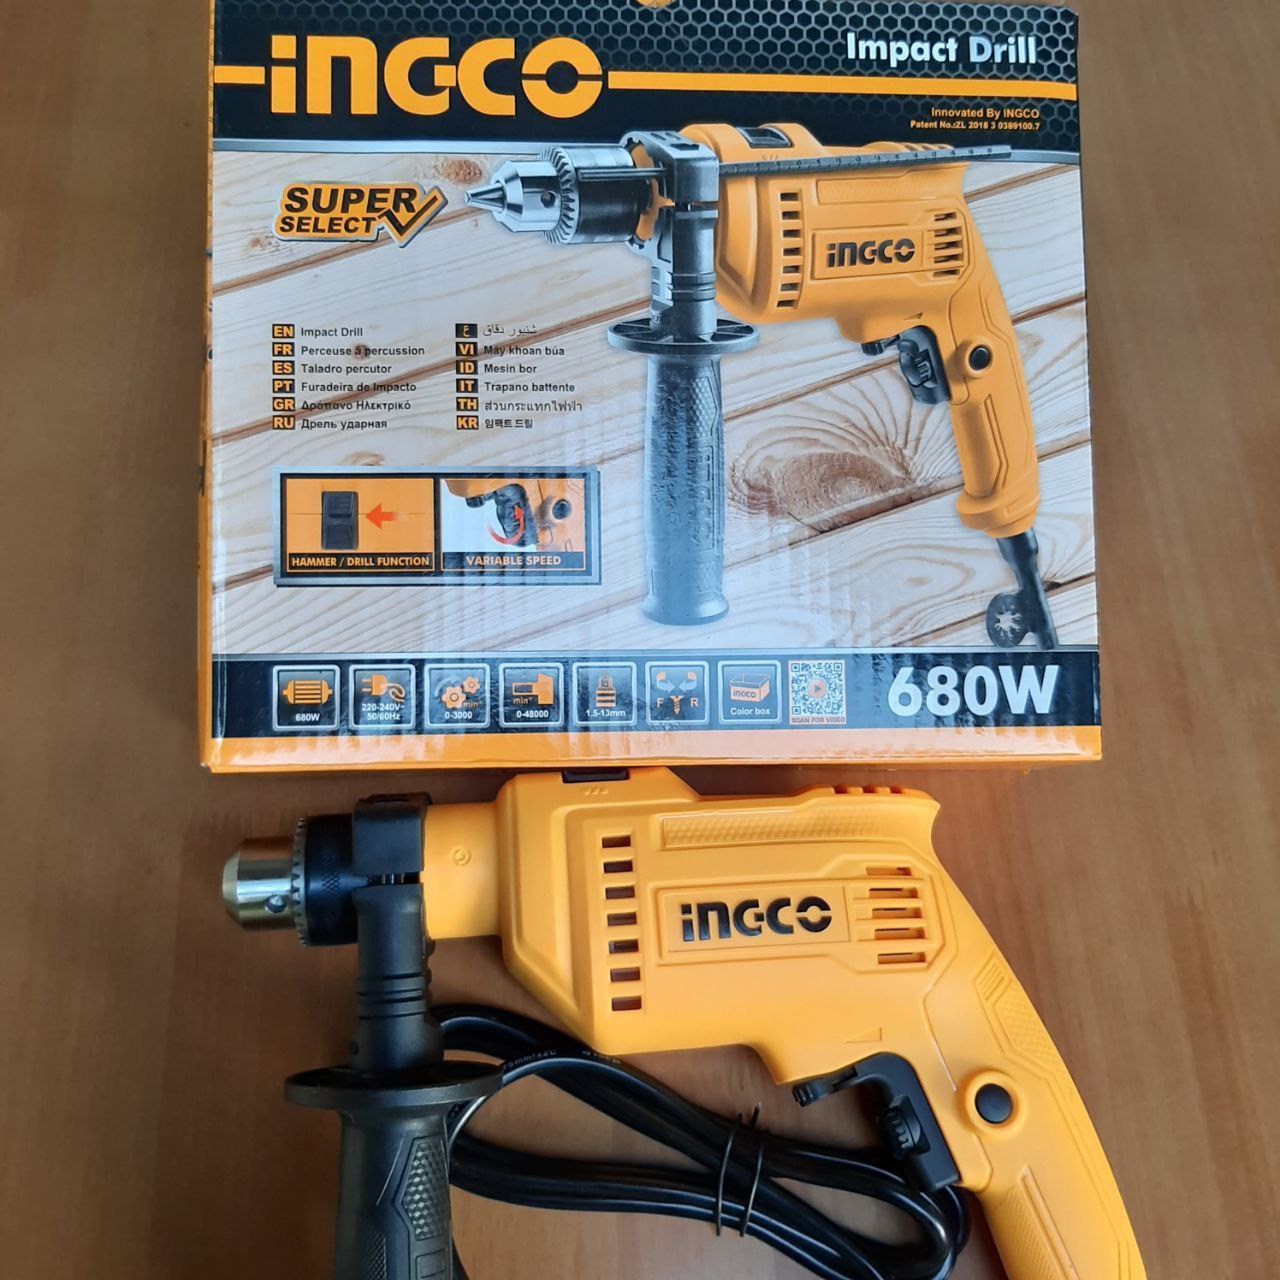 INGCO
Impact Drill
Innovated By INGCO
Patent No.:ZL 2018 3 0389100.7
SUPER
SELECT
INGCO
EN Impact Drill
FR Perceuse à percussion
ES Taladro percutor
PT Furadeira de Impacto
GR Δράπανο Ηλεκτρικό
RU Дрель ударная
ع شنيور دقاق
VI Máy khoan búa
ID Mesin bor
IT Trapano battente
TH สว่านกระแทกไฟฟ้า
KR 임팩트 드릴
HAMMER / DRILL FUNCTION
VARIABLE SPEED
680W
220-240V~
50/60Hz
min
0-3000
min
0-48000
1.5-13mm
F R
INGCO
Color box
SCAN FOR VIDEO
680W
INGCO